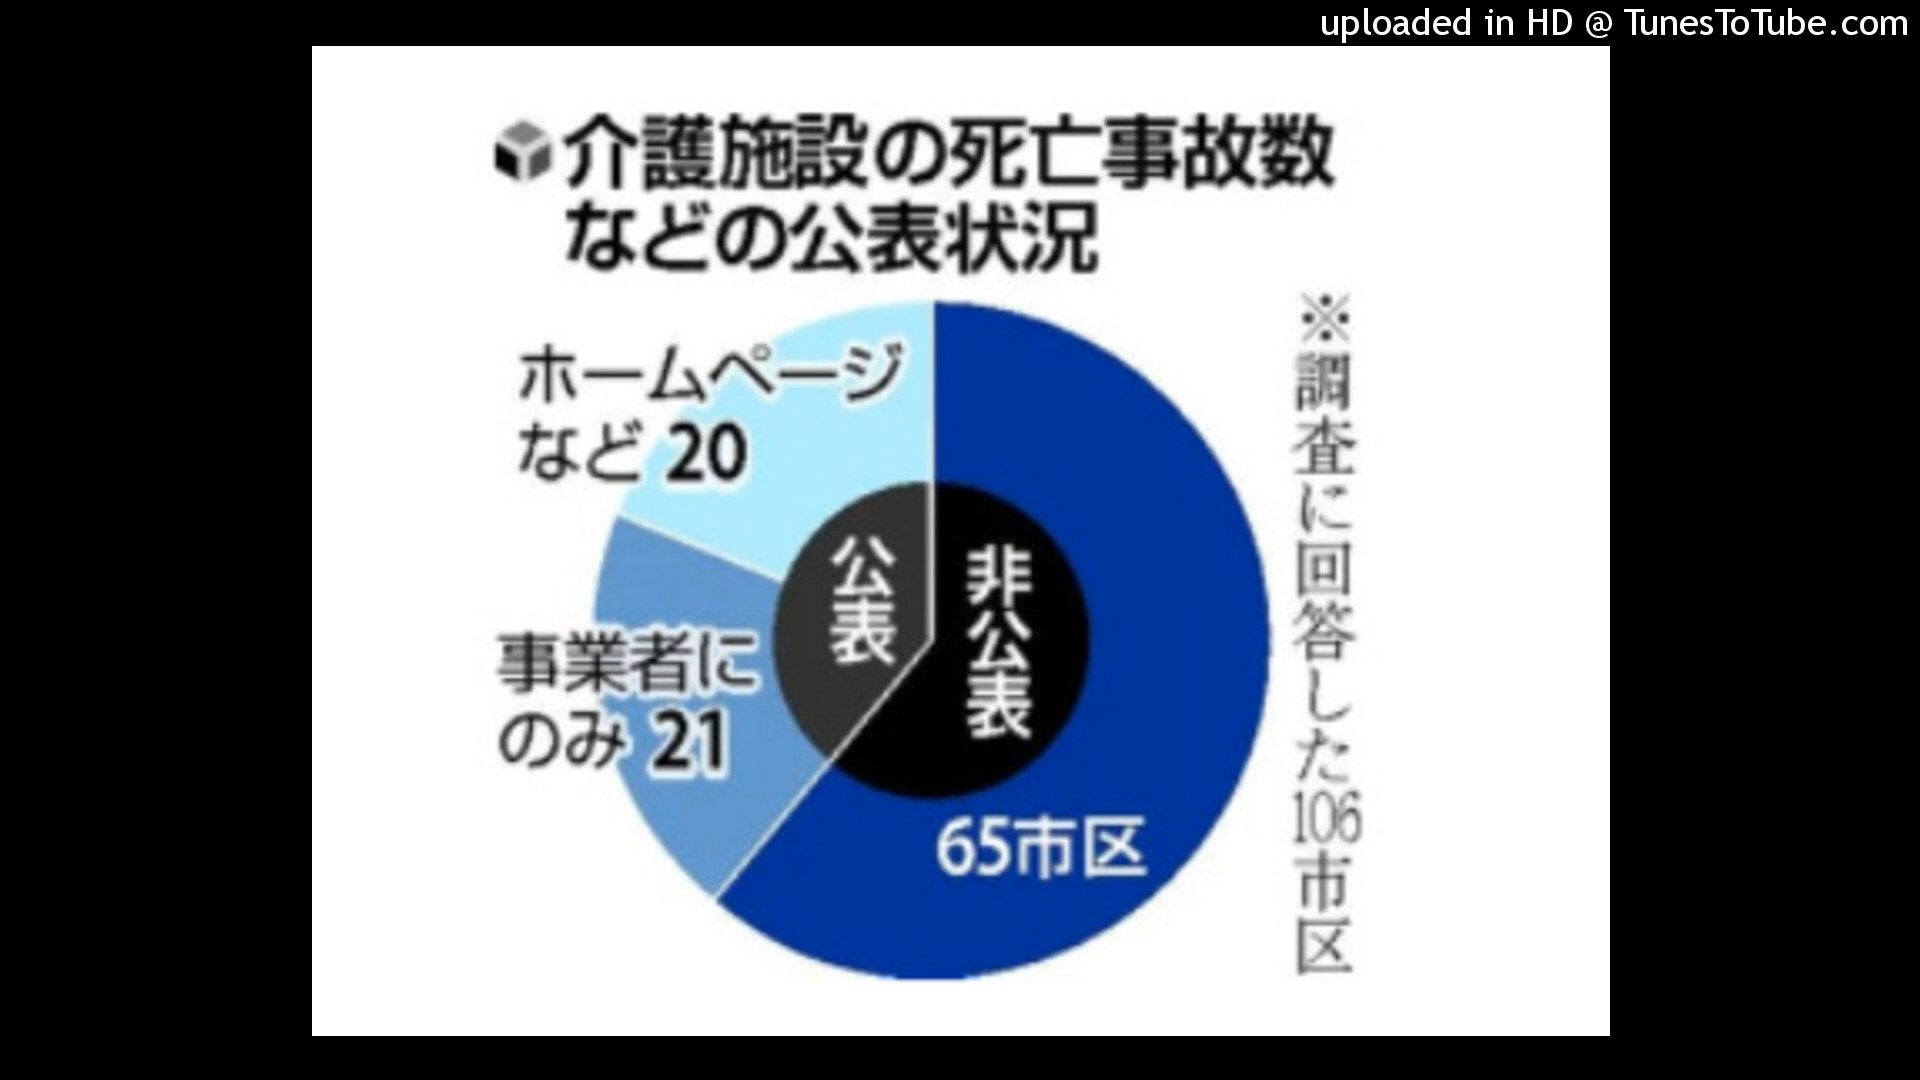 uploaded in HD @ TunesToTube.com
介護施設の死亡事故数
などの公表状況
ホームページ
など 20
公表
非公表
事業者に
のみ 21
65市区
※調査に回答した106市区